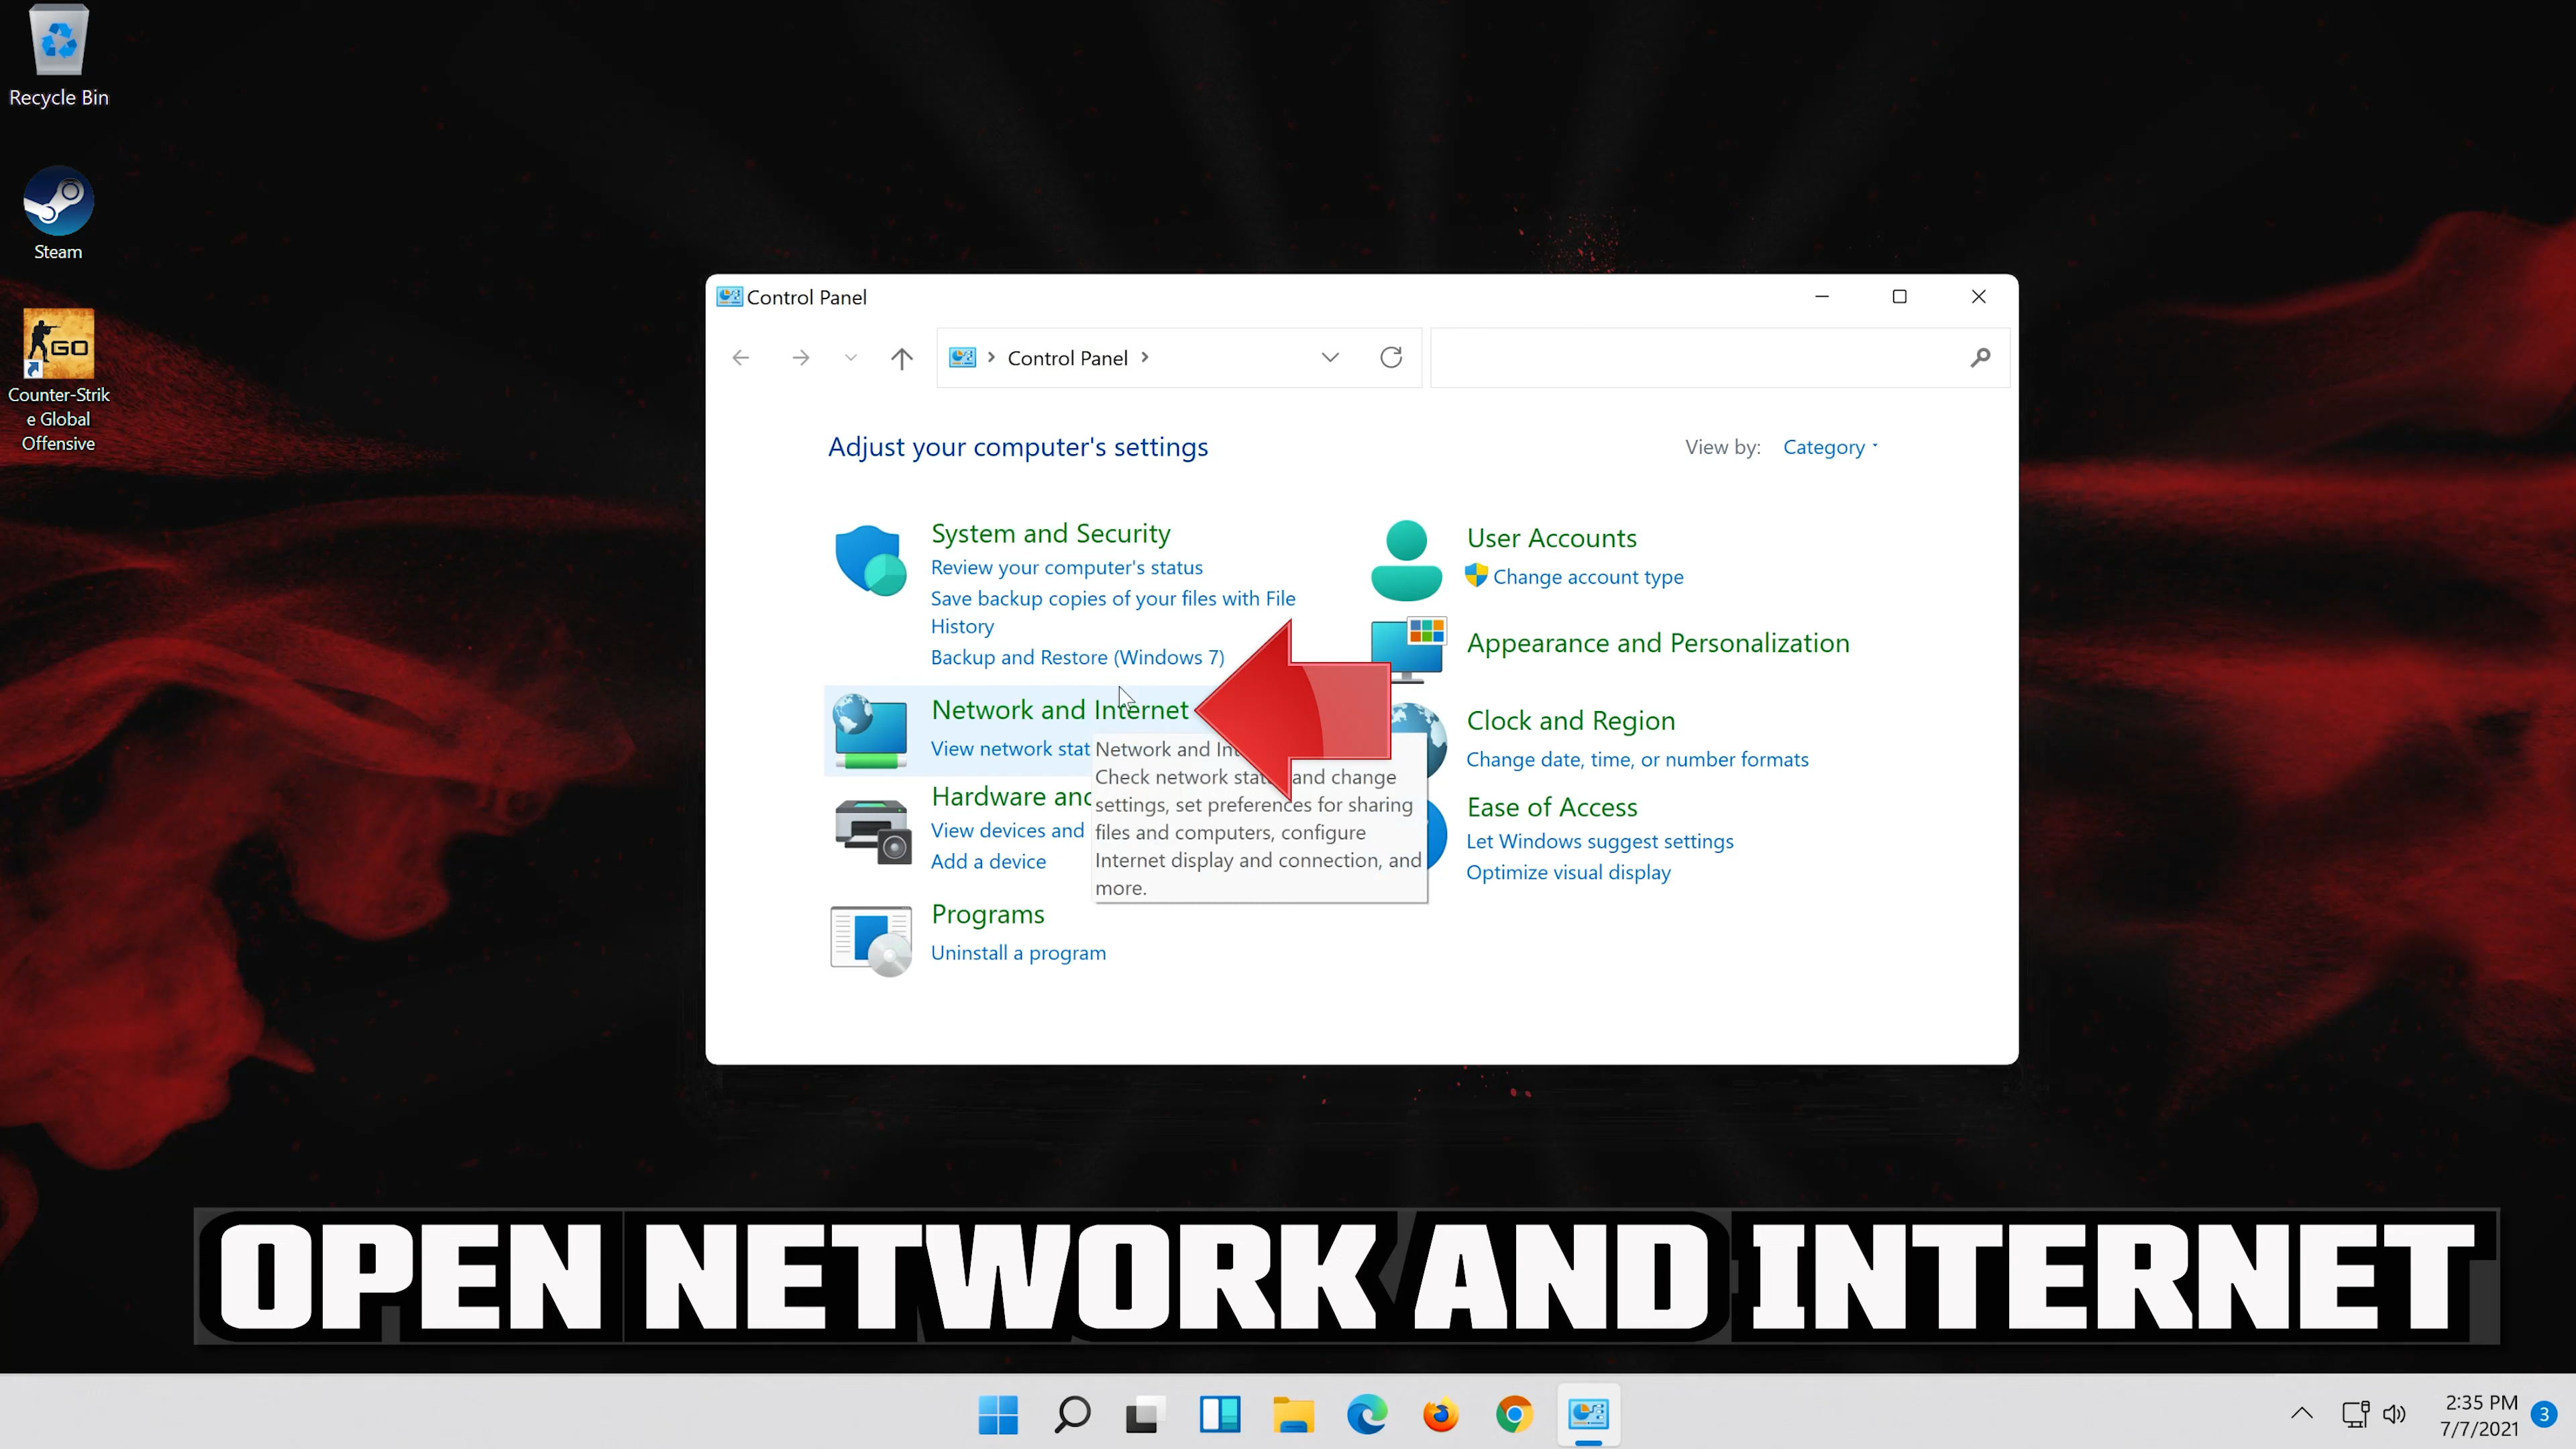 Recycle Bin
Steam
GO
Counter-Strik
e Global
Offensive
Control Panel
Control Panel
Adjust your computer's settings
View by: Category
System and Security
Review your computer's status
Save backup copies of your files with File
History
Backup and Restore (Windows 7)
Network and Internet
View network
Hardware
View devices and
Add a device
Programs
Uninstall a program
User Accounts
Change account type
Appearance and Personalization
Clock and Region
Change date, time, or number formats
Ease of Access
Let Windows suggest settings
Optimize visual display
Network and
Check network and change
settings, set preferences for sharing
files and computers, configure
Internet display and connection, and
more.
OPEN NETWORK AND INTERNET
2:35 PM
7/7/2021
3